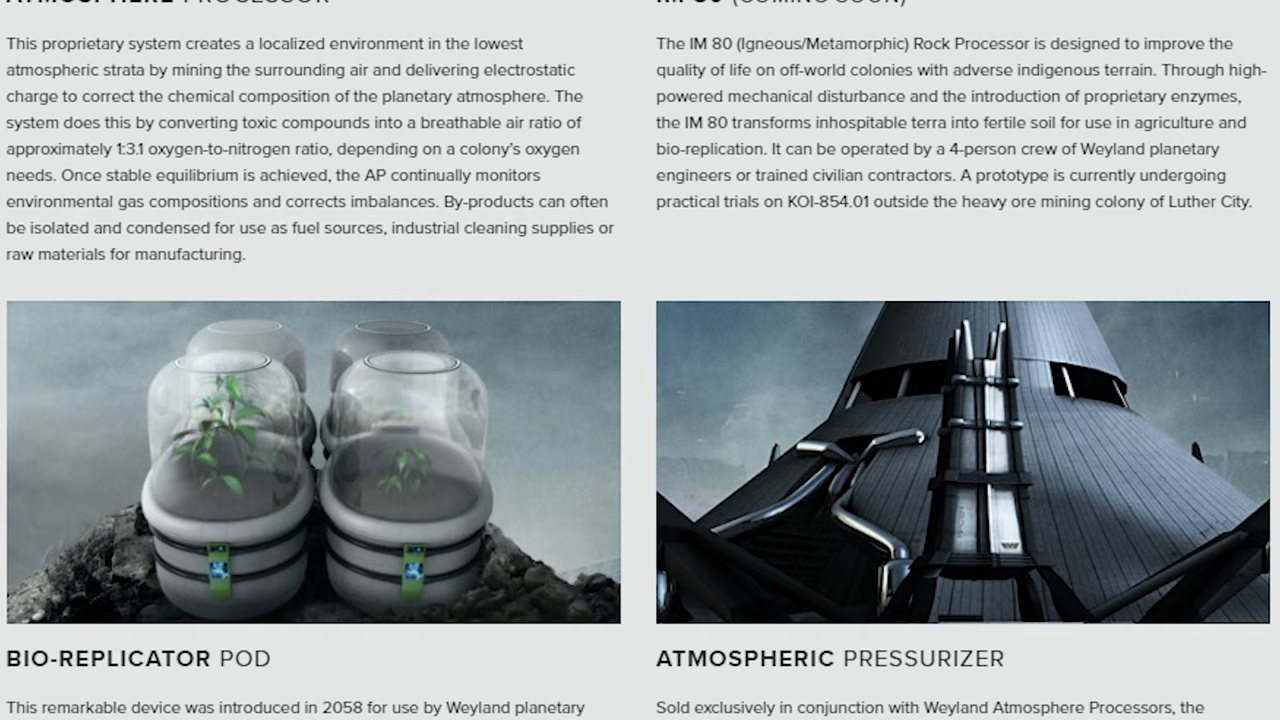 ATMOSPHERE PROCESSOR
This proprietary system creates a localized environment in the lowest
atmospheric strata by mining the surrounding air and delivering electrostatic
charge to correct the chemical composition of the planetary atmosphere. The
system does this by converting toxic compounds into a breathable air ratio of
approximately 1:3.1 oxygen-to-nitrogen ratio, depending on a colony's oxygen
needs. Once stable equilibrium is achieved, the AP continually monitors
environmental gas compositions and corrects imbalances. By-products can often
be isolated and condensed for use as fuel sources, industrial cleaning supplies or
raw materials for manufacturing.
IM 80 (COMING SOON)
The IM 80 (Igneous/Metamorphic) Rock Processor is designed to improve the
quality of life on off-world colonies with adverse indigenous terrain. Through high-
powered mechanical disturbance and the introduction of proprietary enzymes,
the IM 80 transforms inhospitable terra into fertile soil for use in agriculture and
bio-replication. It can be operated by a 4-person crew of Weyland planetary
engineers or trained civilian contractors. A prototype is currently undergoing
practical trials on KOI-854.01 outside the heavy ore mining colony of Luther City.
BIO-REPLICATOR POD
This remarkable device was introduced in 2058 for use by Weyland planetary
ATMOSPHERIC PRESSURIZER
Sold exclusively in conjunction with Weyland Atmosphere Processors, the